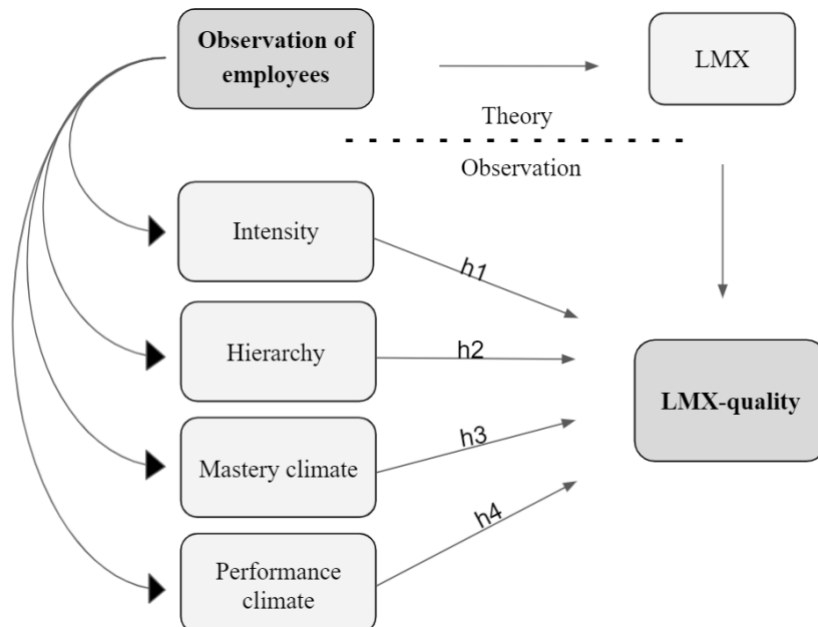 Observation of
employees
LMX
Theory
Observation
Intensity
h1
Hierarchy
h2
LMX-quality
Mastery climate
h3
Performance
climate
h4